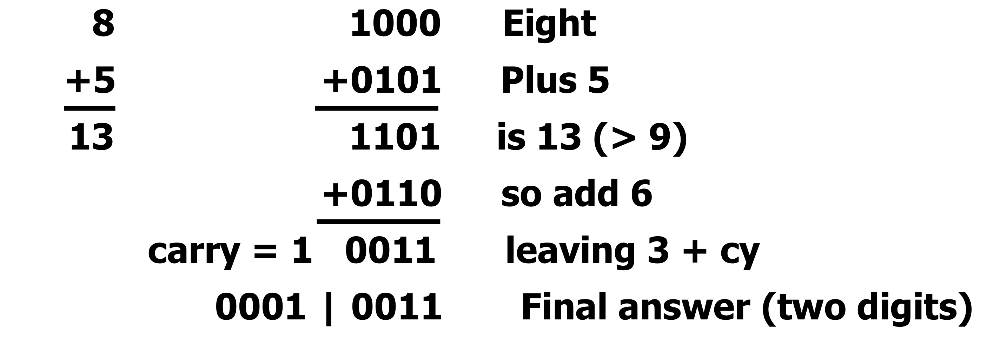 8 1000 Eight
+5 +0101 Plus 5
13 1101 is 13 (> 9)
+0110 so add 6
carry = 1 0011 leaving 3 + cy
0001 | 0011 Final answer (two digits)